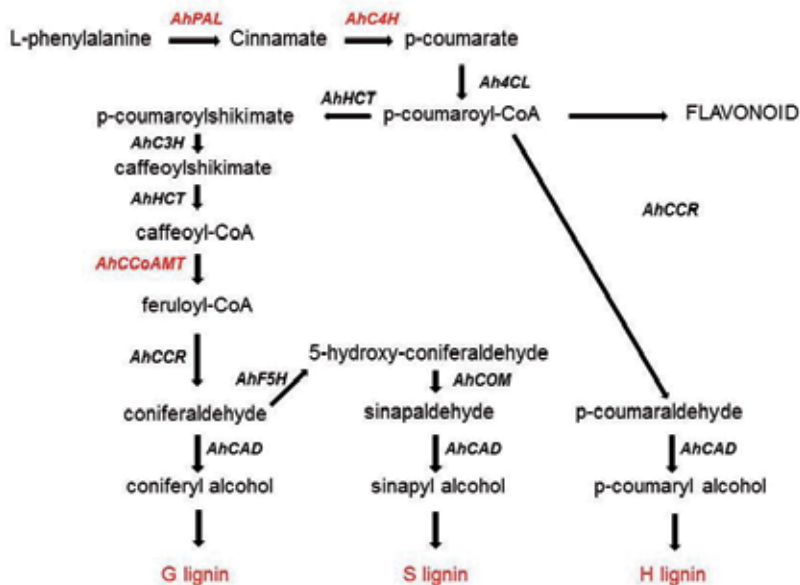 AhPAL AhC4H
L-phenylalanine Cinnamate p-coumarate
Ah4CL
AhHCT
p-coumaroylshikimate p-coumaroyl-CoA FLAVONOID
AhC3H
caffeoylshikimate
AhHCT
AhCCR
caffeoyl-CoA
AhCCoAMT
feruloyl-CoA
5-hydroxy-coniferaldehyde
AhCCR
AhF5H AhCOM
coniferaldehyde sinapaldehyde p-coumaraldehyde
AhCAD AhCAD AhCAD
coniferyl alcohol sinapyl alcohol p-coumaryl alcohol
G lignin S lignin H lignin